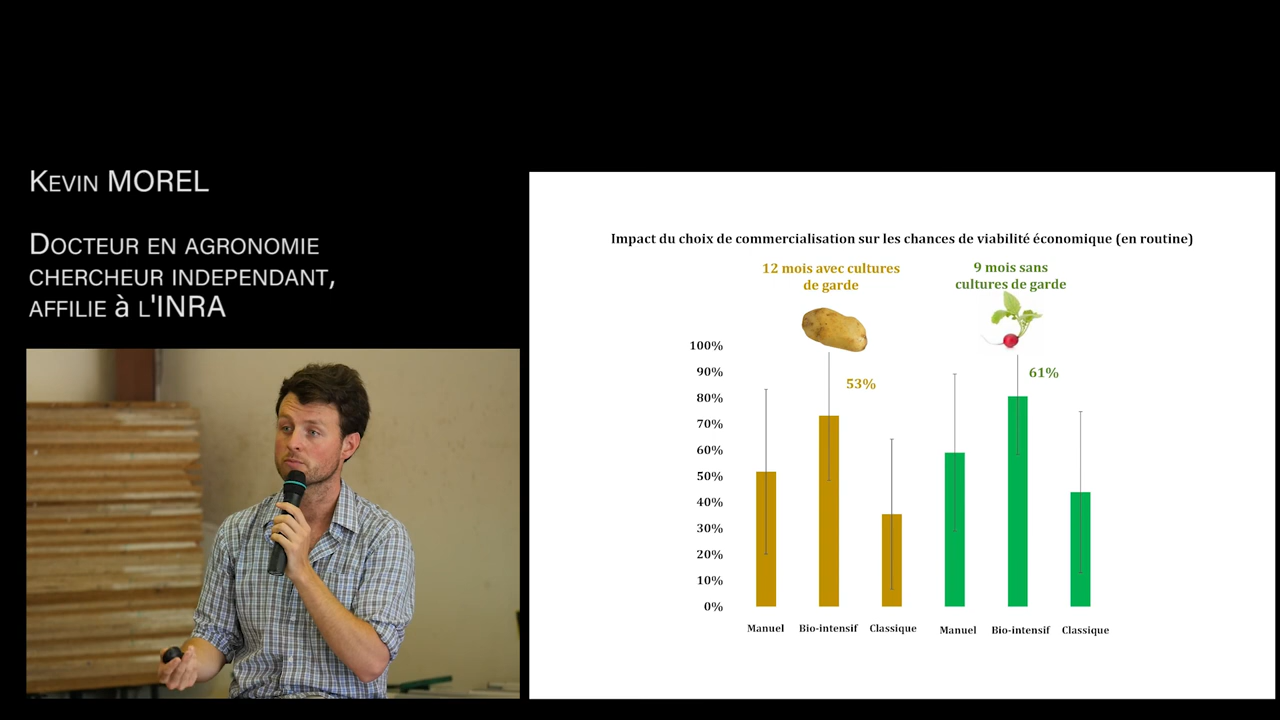 Kevin MOREL
Docteur en agronomie
chercheur independant,
affilie à l'INRA
Impact du choix de commercialisation sur les chances de viabilité économique (en routine)
12 mois avec cultures
de garde
9 mois sans
cultures de garde
100%
90%
80%
70%
60%
50%
40%
30%
20%
10%
0%
53%
61%
Manuel
Bio-intensif
Classique
Manuel
Bio-intensif
Classique